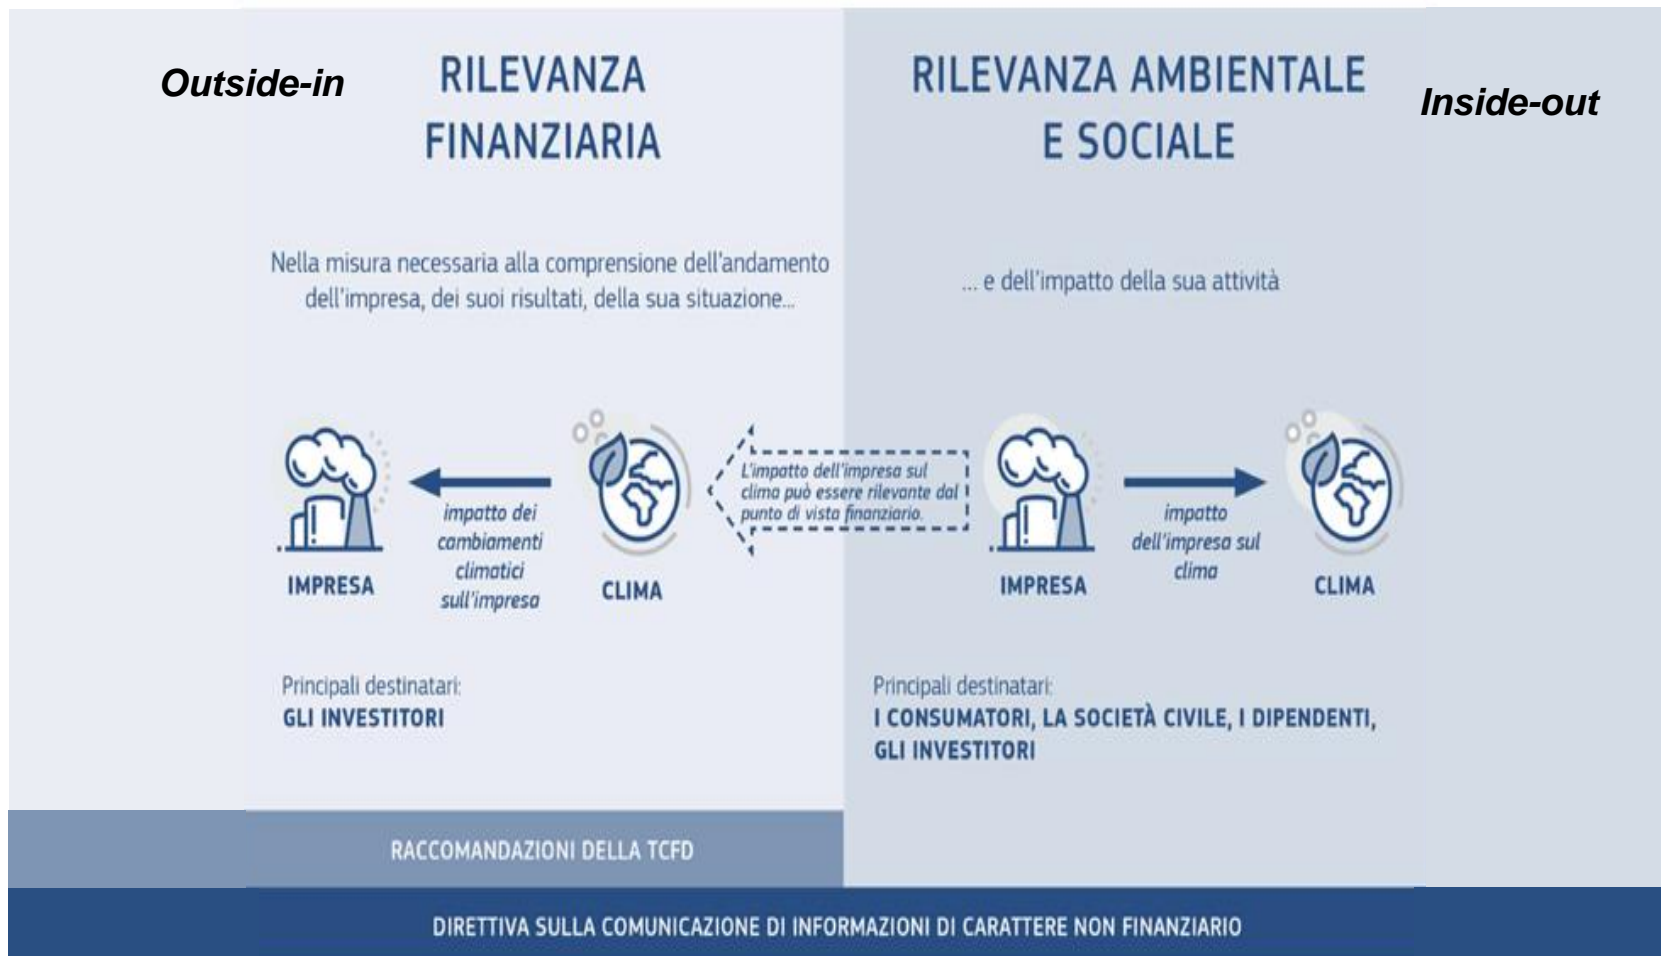 Outside-in
RILEVANZA
FINANZIARIA
Nella misura necessaria alla comprensione dell'andamento
dell'impresa, dei suoi risultati, della sua situazione...
IMPRESA
impatto dei
cambiamenti
climatici
sull'impresa
CLIMA
L'impatto dell'impresa sul
clima può essere rilevante dal
punto di vista finanziario.
Principali destinatari:
GLI INVESTITORI
RACCOMANDAZIONI DELLA TCFD
RILEVANZA AMBIENTALE
E SOCIALE
Inside-out
... e dell'impatto della sua attività
IMPRESA
impatto
dell'impresa sul
clima
CLIMA
Principali destinatari:
I CONSUMATORI, LA SOCIETÀ CIVILE, I DIPENDENTI,
GLI INVESTITORI
DIRETTIVA SULLA COMUNICAZIONE DI INFORMAZIONI DI CARATTERE NON FINANZIARIO